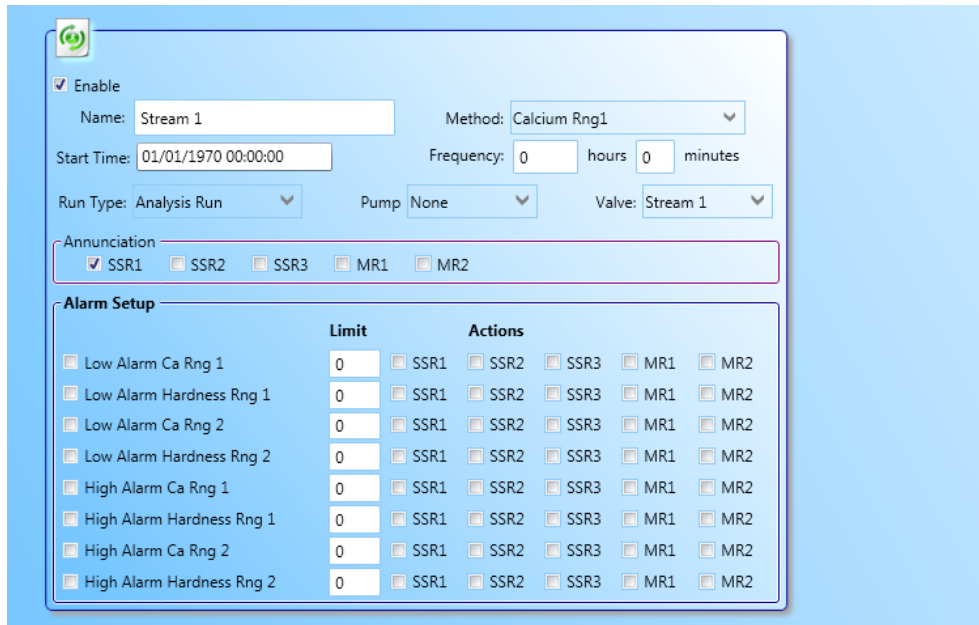 Enable
Name: Stream 1 Method: Calcium Rng1
Start Time: 01/01/1970 00:00:00 Frequency: 0 hours 0 minutes
Run Type: Analysis Run Pump None Valve: Stream 1
Annunciation
SSR1 SSR2 SSR3 MR1 MR2
Alarm Setup
Limit Actions
Low Alarm Ca Rng 1 0 SSR1 SSR2 SSR3 MR1 MR2
Low Alarm Hardness Rng 1 0 SSR1 SSR2 SSR3 MR1 MR2
Low Alarm Ca Rng 2 0 SSR1 SSR2 SSR3 MR1 MR2
Low Alarm Hardness Rng 2 0 SSR1 SSR2 SSR3 MR1 MR2
High Alarm Ca Rng 1 0 SSR1 SSR2 SSR3 MR1 MR2
High Alarm Hardness Rng 1 0 SSR1 SSR2 SSR3 MR1 MR2
High Alarm Ca Rng 2 0 SSR1 SSR2 SSR3 MR1 MR2
High Alarm Hardness Rng 2 0 SSR1 SSR2 SSR3 MR1 MR2